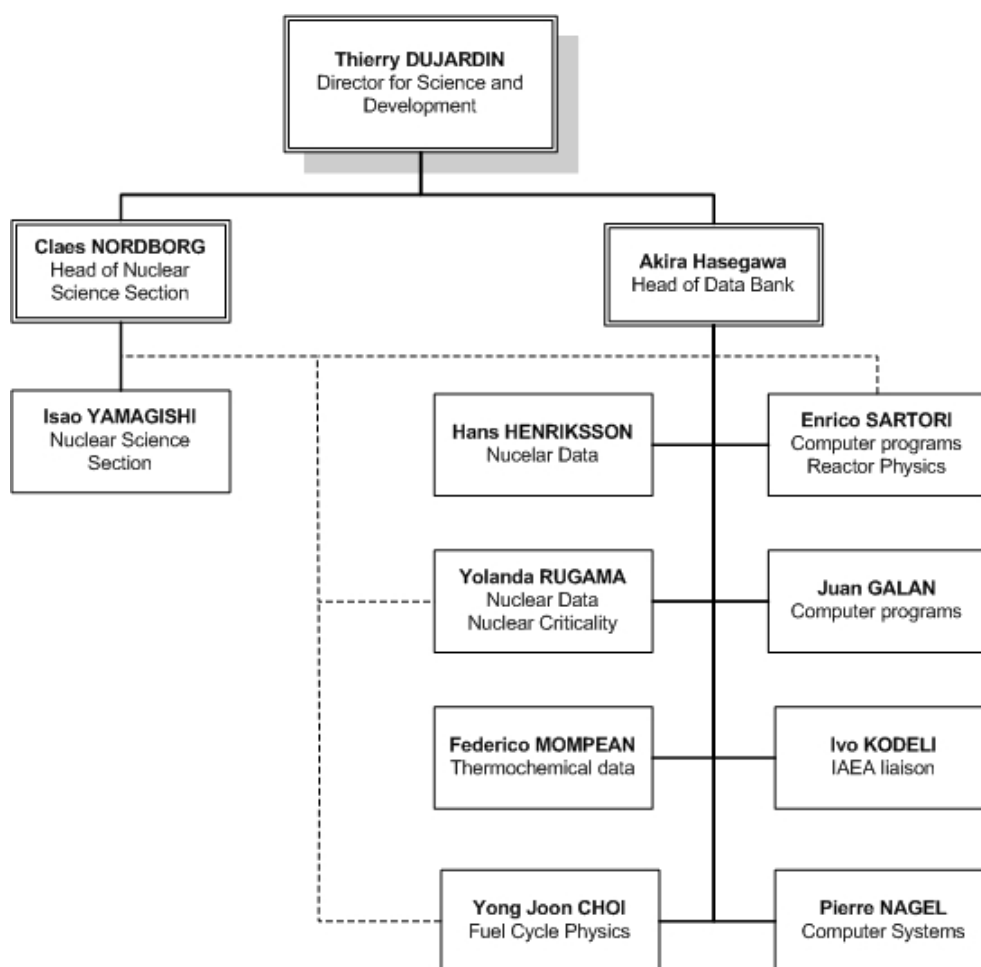 Thierry DUJARDIN
Director for Science and
Development
Claes NORDBORG
Head of Nuclear
Science Section
Akira Hasegawa
Head of Data Bank
Isao YAMAGISHI
Nuclear Science
Section
Hans HENRIKSSON
Nucelar Data
Enrico SARTORI
Computer programs
Reactor Physics
Yolanda RUGAMA
Nuclear Data
Nuclear Criticality
Juan GALAN
Computer programs
Federico MOMPEAN
Thermochemical data
Ivo KODELI
IAEA liaison
Yong Joon CHOI
Fuel Cycle Physics
Pierre NAGEL
Computer Systems